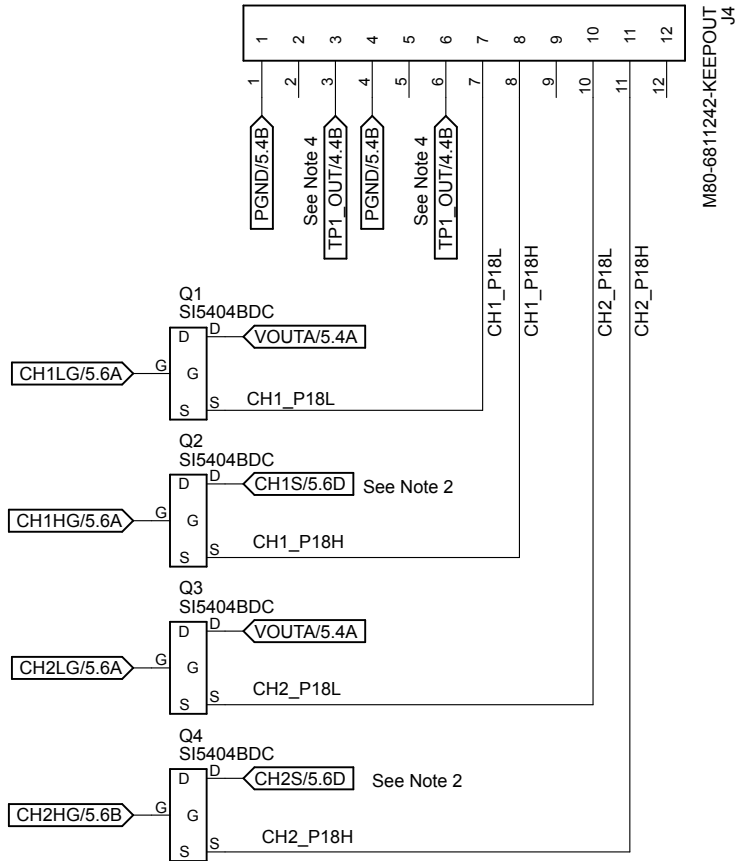 1 2 3 4 5 6 7 8 9 10 11 12
J4
M80-6811242-KEEPOUT
1 2 3 4 5 6 7 8 9 10 11 12
PGND/5.4B
See Note 4
TP1_OUT/4.4B
PGND/5.4B
See Note 4
TP1_OUT/4.4B
CH1_P18L
CH1_P18H
CH2_P18L
CH2_P18H
Q1
SI5404BDC
D D VOUTA/5.4A
CH1LG/5.6A G G
S S CH1_P18L
Q2
SI5404BDC
D D CH1S/5.6D See Note 2
CH1HG/5.6A G G
S S CH1_P18H
Q3
SI5404BDC
D D VOUTA/5.4A
CH2LG/5.6A G G
S S CH2_P18L
Q4
SI5404BDC
D D CH2S/5.6D See Note 2
CH2HG/5.6B G G
S S CH2_P18H